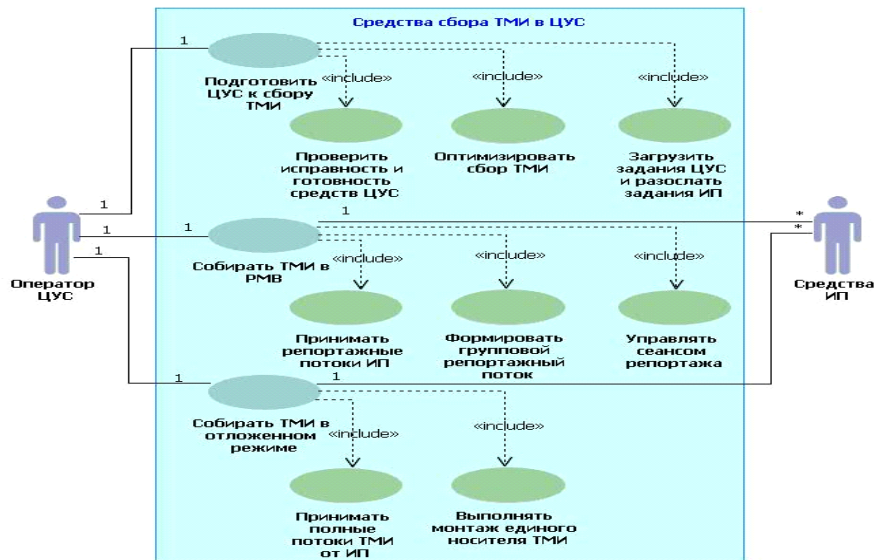 Средства сбора ТМИ в ЦУС
1
1
Подготовить
ЦУС к сбору
ТМИ
«include»
«include»
«include»
Проверить
исправность и
готовность
средств ЦУС
Оптимизировать
сбор ТМИ
Загрузить
задания ЦУС
и разослать
задания ИП
1
1
1
1
*
*
Оператор
ЦУС
Собирать ТМИ в
РМВ
«include»
«include»
«include»
Средства
ИП
Принимать
репортажные
потоки ИП
Формировать
групповой
репортажный
поток
Управлять
сеансом
репортажа
1
1
Собирать ТМИ в
отложенном
режиме
«include»
«include»
Принимать
полные
потоки ТМИ
от ИП
Выполнять
монтаж единого
носителя ТМИ